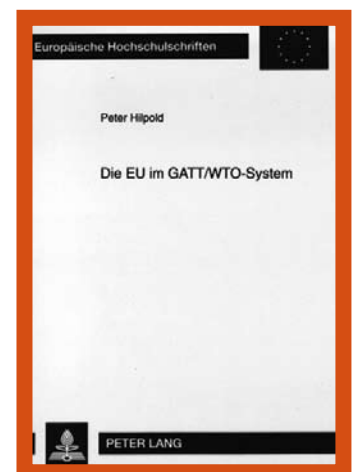 Europäische Hochschulschriften
Peter Hilpold
Die EU im GATT/WTO-System
PETER LANG